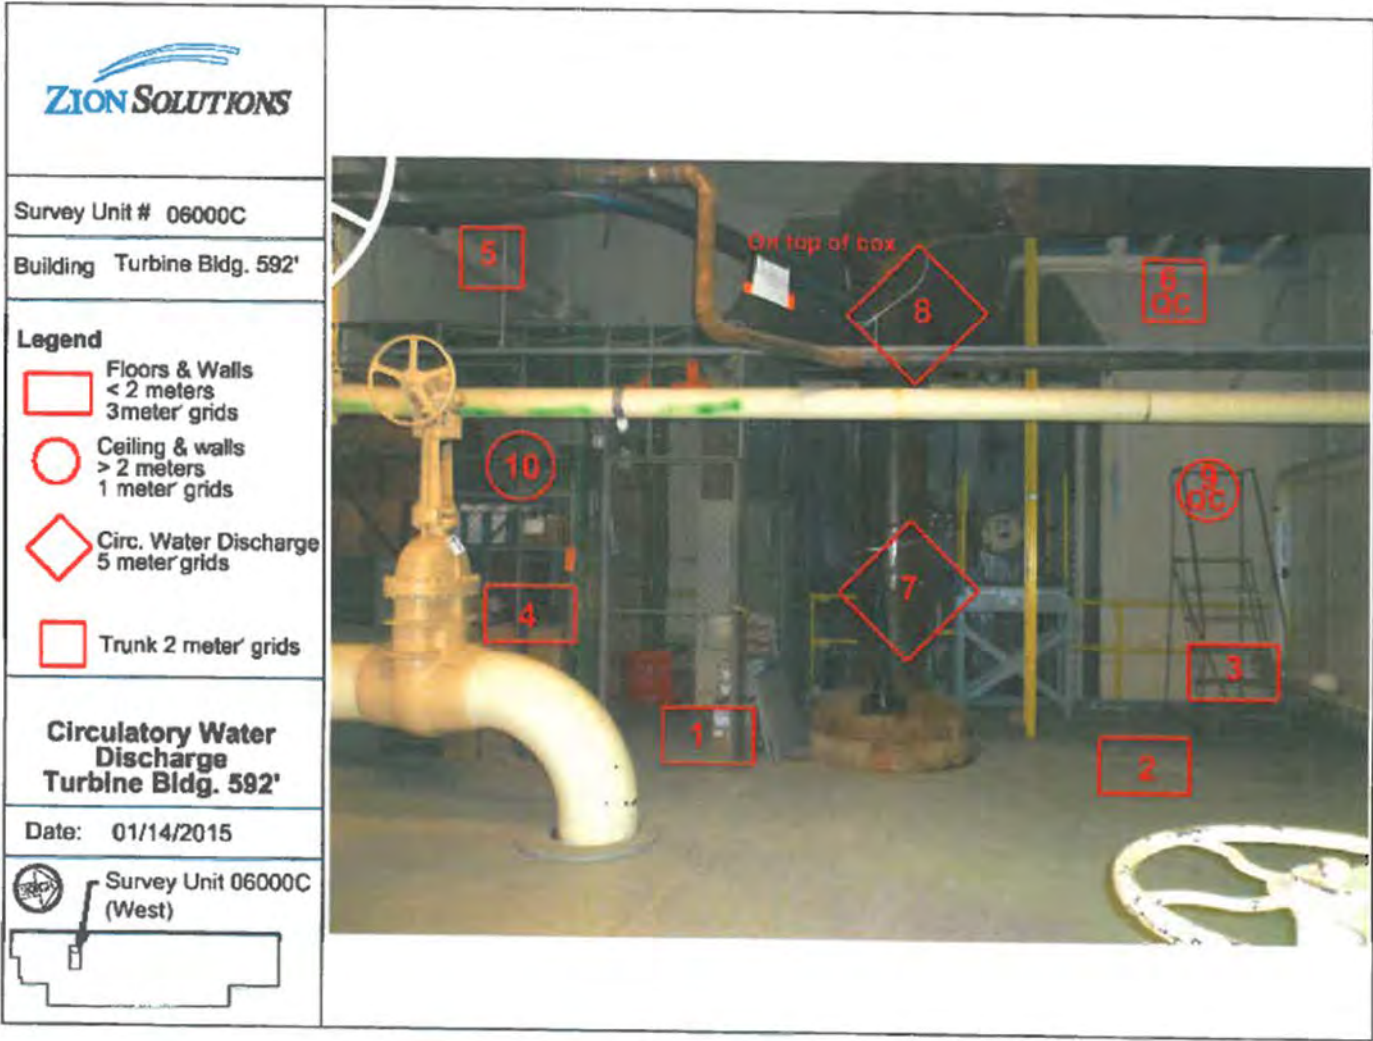 ZION SOLUTIONS
Survey Unit # 06000C
Building Turbine Bldg. 592'
Legend
Floors & Walls
< 2 meters
3meter' grids
Ceiling & walls
> 2 meters
1 meter' grids
Circ. Water Discharge
5 meter' grids
Trunk 2 meter' grids
Circulatory Water
Discharge
Turbine Bldg. 592'
Date: 01/14/2015
Survey Unit 06000C
(West)
5
On top of box
8
6
QC
10
9
QC
7
4
3
1
2